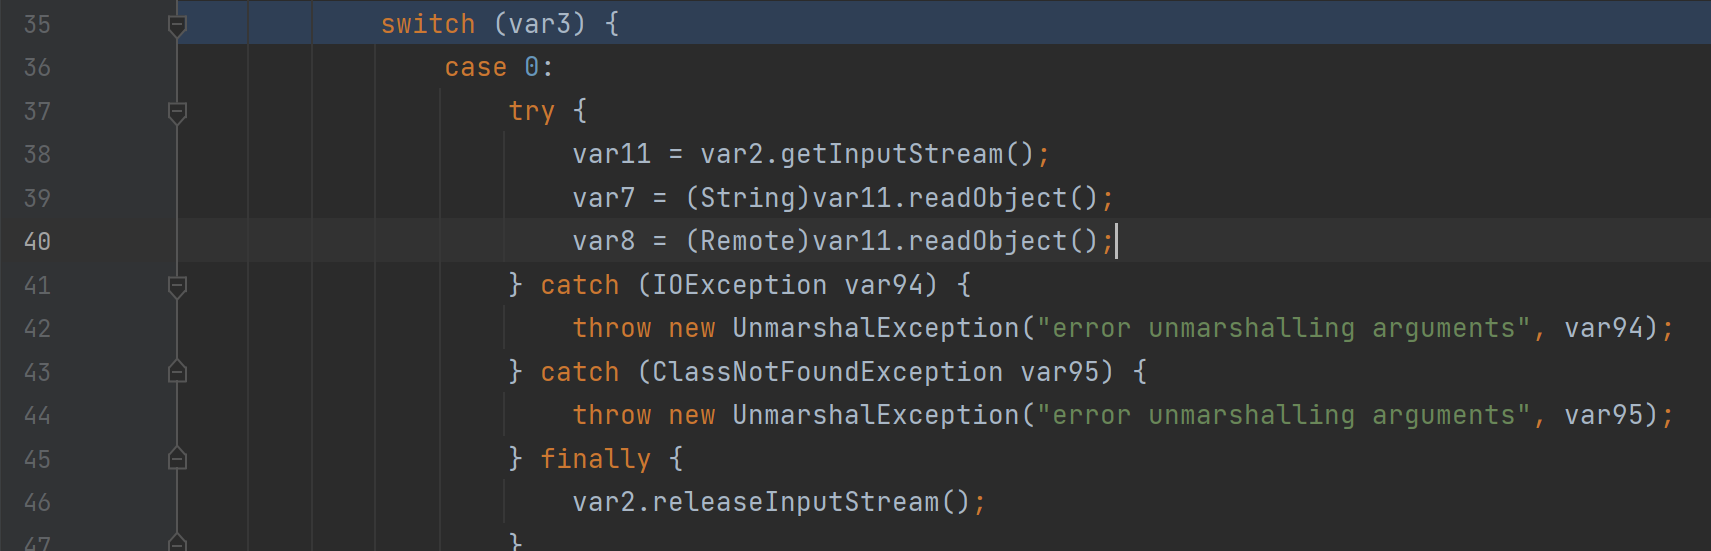 35 switch (var3) {
36 case 0:
37 try {
38 var11 = var2.getInputStream();
39 var7 = (String)var11.readObject();
40 var8 = (Remote)var11.readObject();
41 } catch (IOException var94) {
42 throw new UnmarshalException("error unmarshalling arguments", var94);
43 } catch (ClassNotFoundException var95) {
44 throw new UnmarshalException("error unmarshalling arguments", var95);
45 } finally {
46 var2.releaseInputStream();
47 }